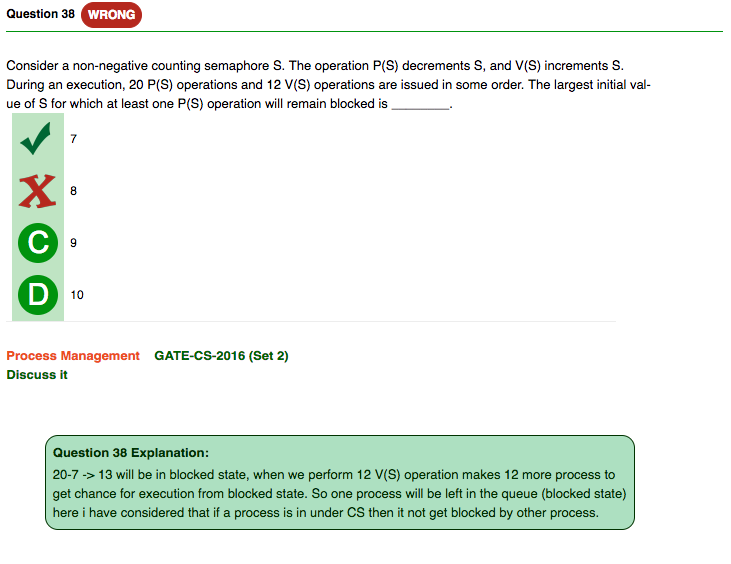 Question 38 WRONG
Consider a non-negative counting semaphore S. The operation P(S) decrements S, and V(S) increments S.
During an execution, 20 P(S) operations and 12 V(S) operations are issued in some order. The largest initial val-
ue of S for which at least one P(S) operation will remain blocked is ________.
7
X 8
C 9
D 10
Process Management GATE-CS-2016 (Set 2)
Discuss it
Question 38 Explanation:
20-7 -> 13 will be in blocked state, when we perform 12 V(S) operation makes 12 more process to
get chance for execution from blocked state. So one process will be left in the queue (blocked state)
here i have considered that if a process is in under CS then it not get blocked by other process.